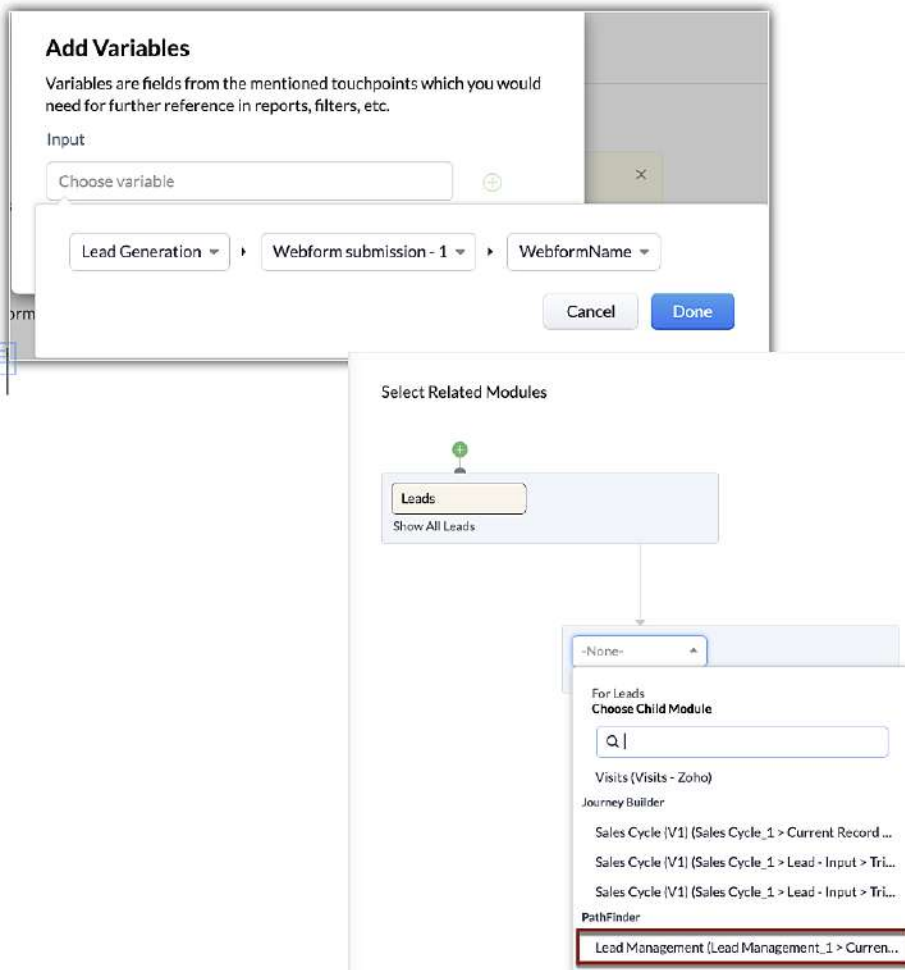 Add Variables
Variables are fields from the mentioned touchpoints which you would
need for further reference in reports, filters, etc.
Input
Choose variable
Lead Generation
Webform submission - 1
WebformName
Cancel
Done
orm
Select Related Modules
Leads
Show All Leads
-None-
For Leads
Choose Child Module
Visits (Visits - Zoho)
Journey Builder
Sales Cycle (V1) (Sales Cycle_1 > Current Record ...
Sales Cycle (V1) (Sales Cycle_1 > Lead - Input > Tri...
Sales Cycle (V1) (Sales Cycle_1 > Lead - Input > Tri...
PathFinder
Lead Management (Lead Management_1 > Curren...